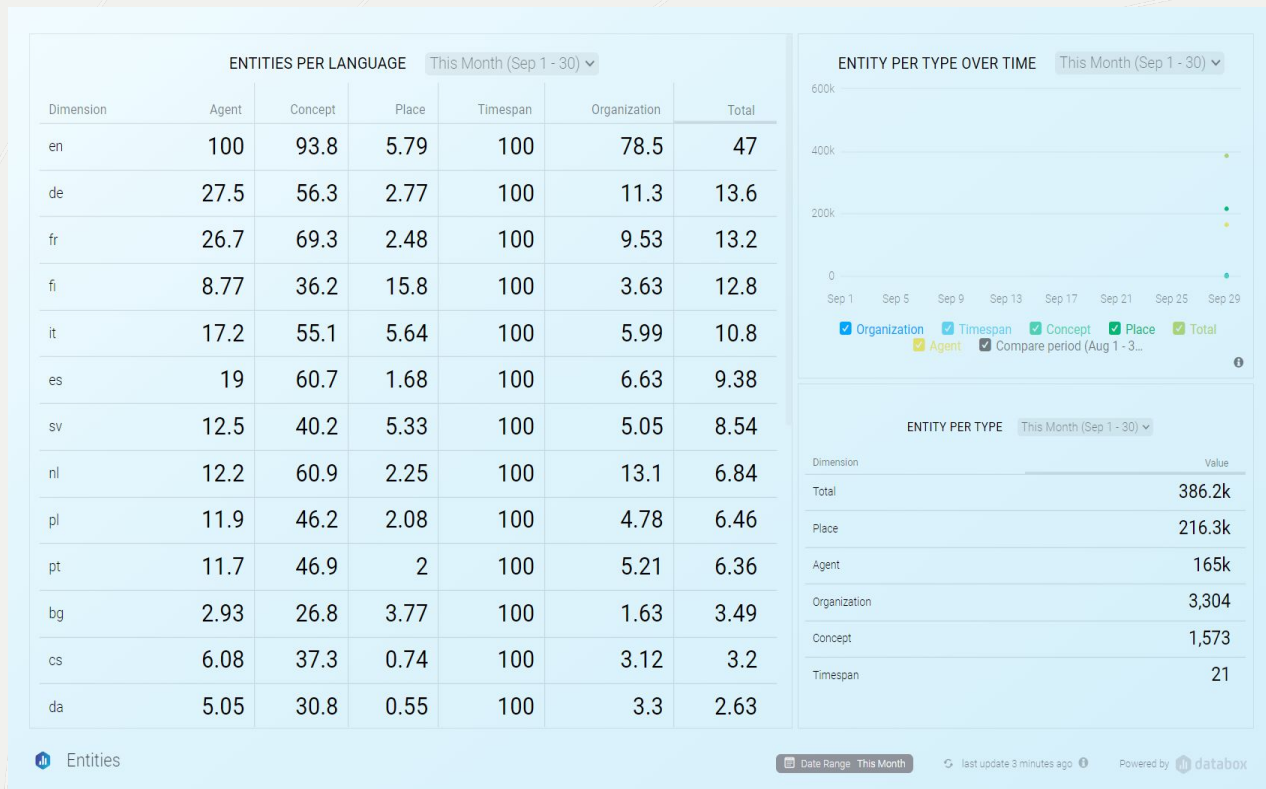 ENTITIES PER LANGUAGE This Month (Sep 1 - 30)
Dimension Agent Concept Place Timespan Organization Total
en 100 93.8 5.79 100 78.5 47
de 27.5 56.3 2.77 100 11.3 13.6
fr 26.7 69.3 2.48 100 9.53 13.2
fi 8.77 36.2 15.8 100 3.63 12.8
it 17.2 55.1 5.64 100 5.99 10.8
es 19 60.7 1.68 100 6.63 9.38
sv 12.5 40.2 5.33 100 5.05 8.54
nl 12.2 60.9 2.25 100 13.1 6.84
pl 11.9 46.2 2.08 100 4.78 6.46
pt 11.7 46.9 2 100 5.21 6.36
bg 2.93 26.8 3.77 100 1.63 3.49
cs 6.08 37.3 0.74 100 3.12 3.2
da 5.05 30.8 0.55 100 3.3 2.63
ENTITY PER TYPE OVER TIME This Month (Sep 1 - 30)
600k
400k
200k
0
Sep 1 Sep 5 Sep 9 Sep 13 Sep 17 Sep 21 Sep 25 Sep 29
Organization Timespan Concept Place Total
Agent Compare period (Aug 1 - 3...
ENTITY PER TYPE This Month (Sep 1 - 30)
Dimension Value
Total 386.2k
Place 216.3k
Agent 165k
Organization 3,304
Concept 1,573
Timespan 21
Entities
Date Range This Month last update 3 minutes ago Powered by databox